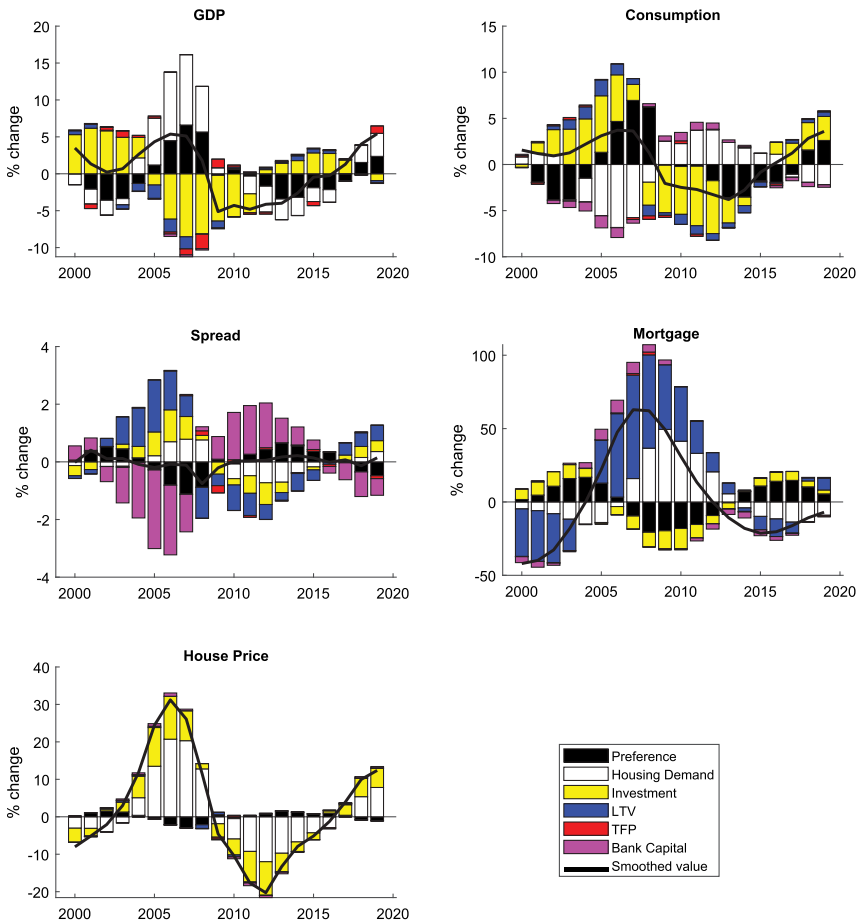 GDP
% change
20
15
10
5
0
-5
-10
2000 2005 2010 2015 2020
Consumption
% change
15
10
5
0
-5
-10
2000 2005 2010 2015 2020
Spread
4
2
0
-2
-4
2000 2005 2010 2015 2020
Mortgage
100
50
0
-50
2000 2005 2010 2015 2020
House Price
% change
40
30
20
10
0
-10
-20
2000 2005 2010 2015 2020
Preference
Housing Demand
Investment
LTV
TFP
Bank Capital
Smoothed value